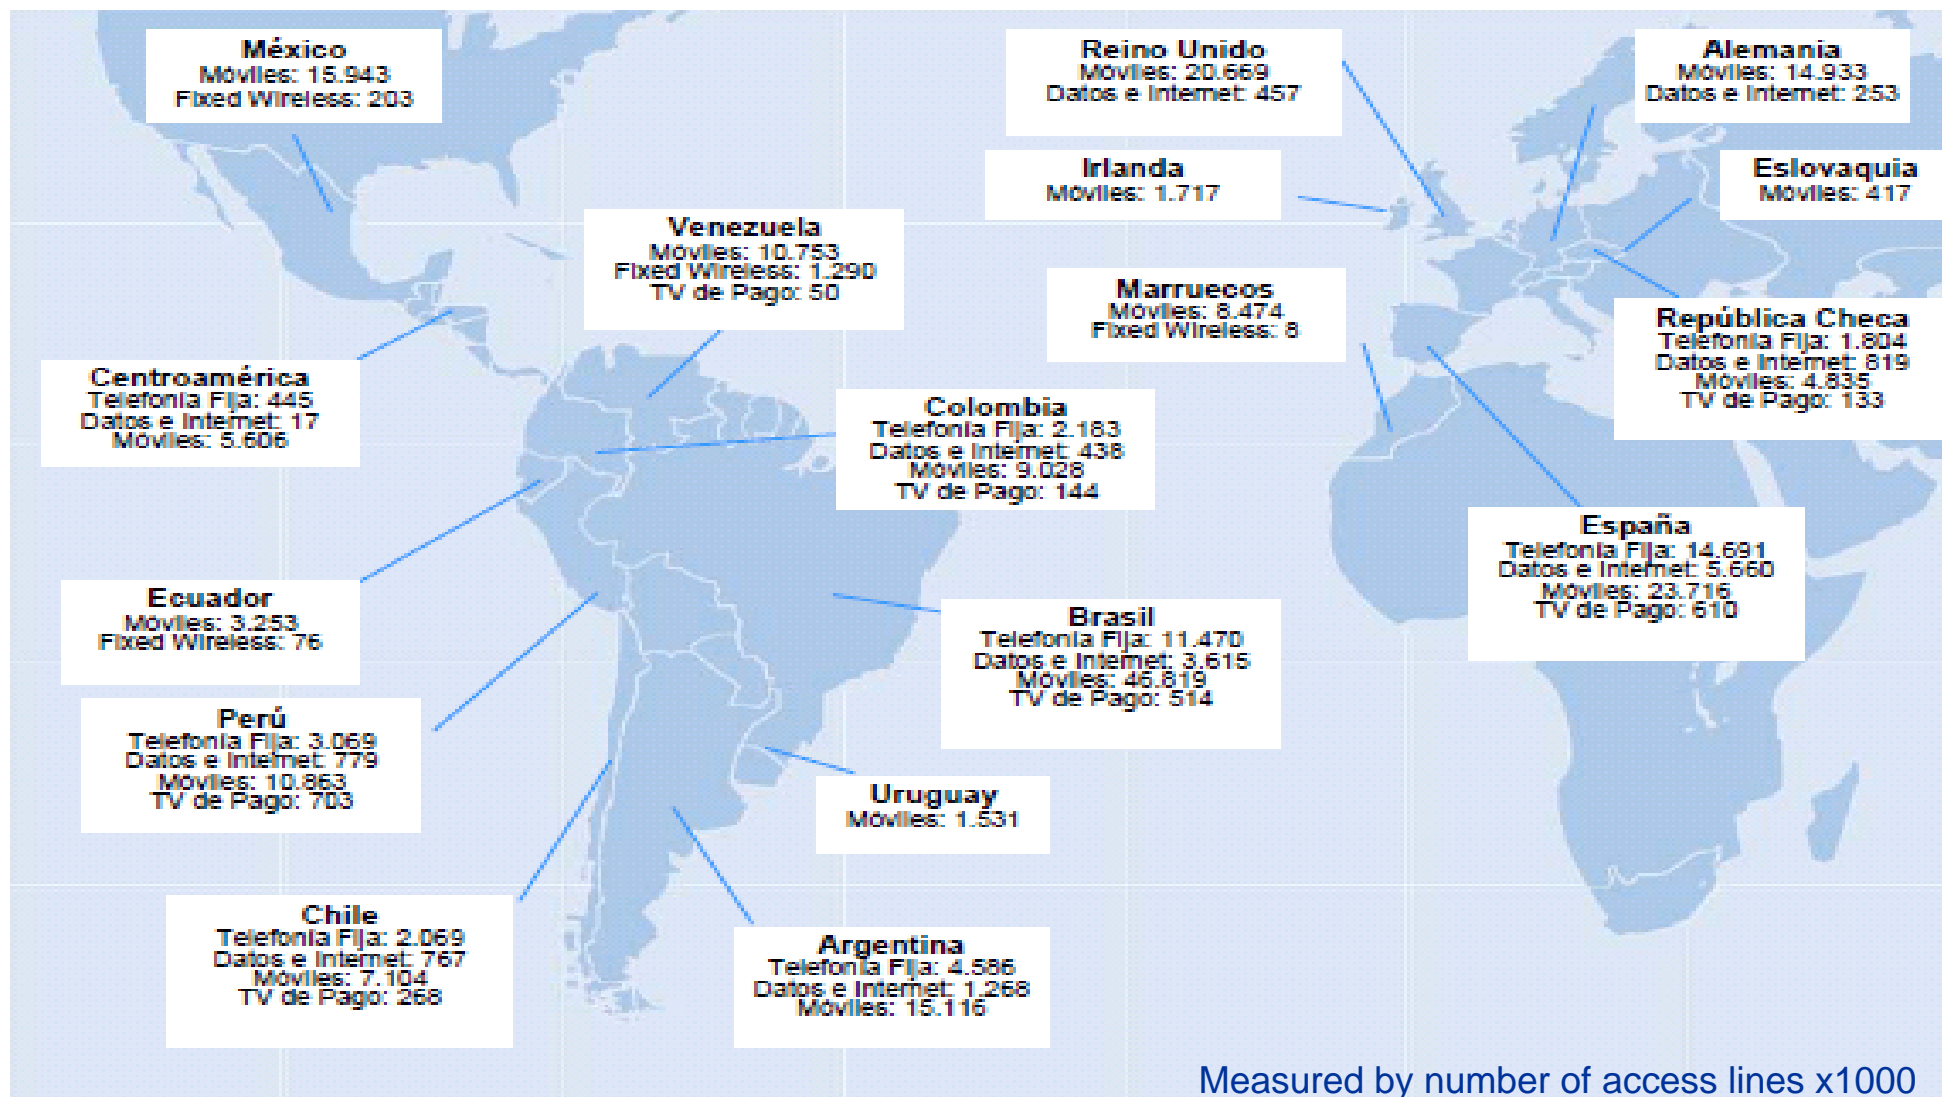 México
Móviles: 15.943
Fixed Wireless: 203
Reino Unido
Móviles: 20.669
Datos e Internet: 457
Alemania
Móviles: 14.933
Datos e Internet: 253
Irlanda
Móviles: 1.717
Eslovaquia
Móviles: 417
Venezuela
Móviles: 10.753
Fixed Wireless: 1.290
TV de Pago: 50
Marruecos
Móviles: 8.474
Fixed Wireless: 8
República Checa
Telefonía Fija: 1.804
Datos e Internet: 819
Móviles: 4.835
TV de Pago: 133
Centroamérica
Telefonía Fija: 445
Datos e Internet: 17
Móviles: 5.606
Colombia
Telefonía Fija: 2.183
Datos e Internet: 438
Móviles: 9.028
TV de Pago: 144
España
Telefonía Fija: 14.691
Datos e Internet: 5.660
Móviles: 23.716
TV de Pago: 610
Ecuador
Móviles: 3.253
Fixed Wireless: 76
Brasil
Telefonía Fija: 11.470
Datos e Internet: 3.615
Móviles: 46.819
TV de Pago: 514
Perú
Telefonía Fija: 3.069
Datos e Internet: 779
Móviles: 10.863
TV de Pago: 703
Uruguay
Móviles: 1.531
Chile
Telefonía Fija: 2.069
Datos e Internet: 767
Móviles: 7.104
TV de Pago: 268
Argentina
Telefonía Fija: 4.586
Datos e Internet: 1.268
Móviles: 15.116
Measured by number of access lines x1000